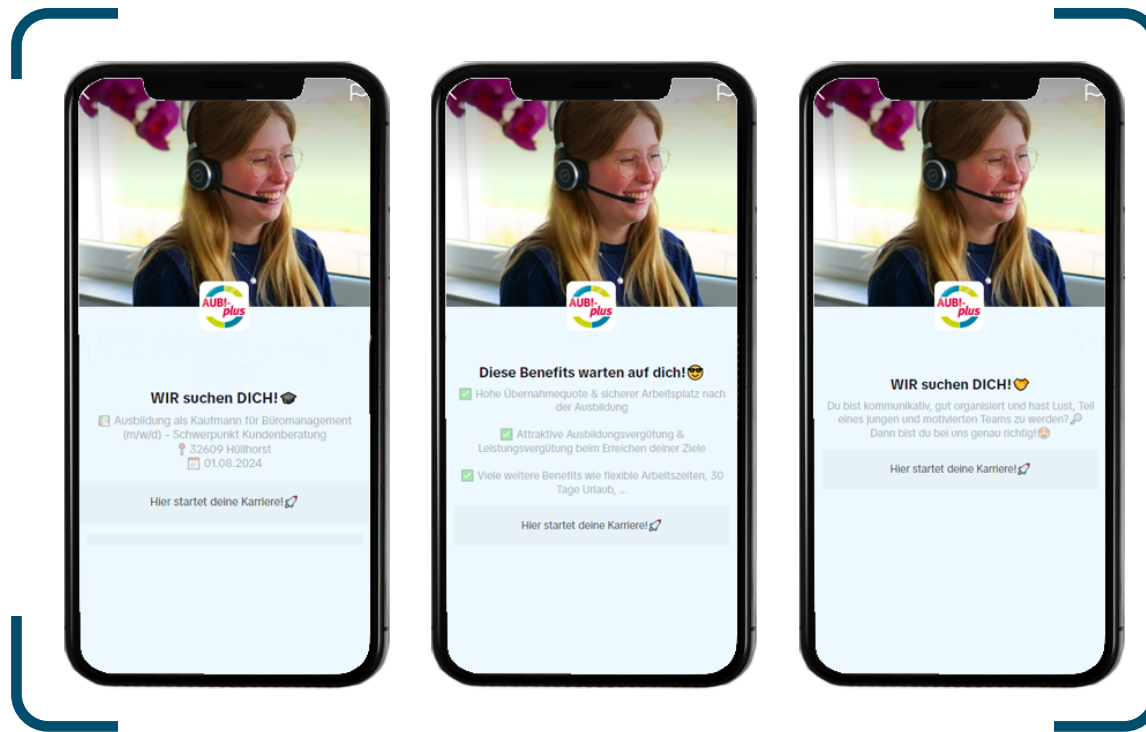 AUBI-
plus
WIR suchen DICH!🎓
📓 Ausbildung als Kaufmann für Büromanagement
(m/w/d) - Schwerpunkt Kundenberatung
📍 32609 Hüllhorst
📅 01.08.2024
Hier startet deine Karriere!🚀
AUBI-
plus
Diese Benefits warten auf dich!😎
✅ Hohe Übernahmequote & sicherer Arbeitsplatz nach
der Ausbildung
✅ Attraktive Ausbildungsvergütung &
Leistungsvergütung beim Erreichen deiner Ziele
✅ Viele weitere Benefits wie flexible Arbeitszeiten, 30
Tage Urlaub, ...
Hier startet deine Karriere!🚀
AUBI-
plus
WIR suchen DICH!🧡
Du bist kommunikativ, gut organisiert und hast Lust, Teil
eines jungen und motivierten Teams zu werden?🔎
Dann bist du bei uns genau richtig!🤩
Hier startet deine Karriere!🚀